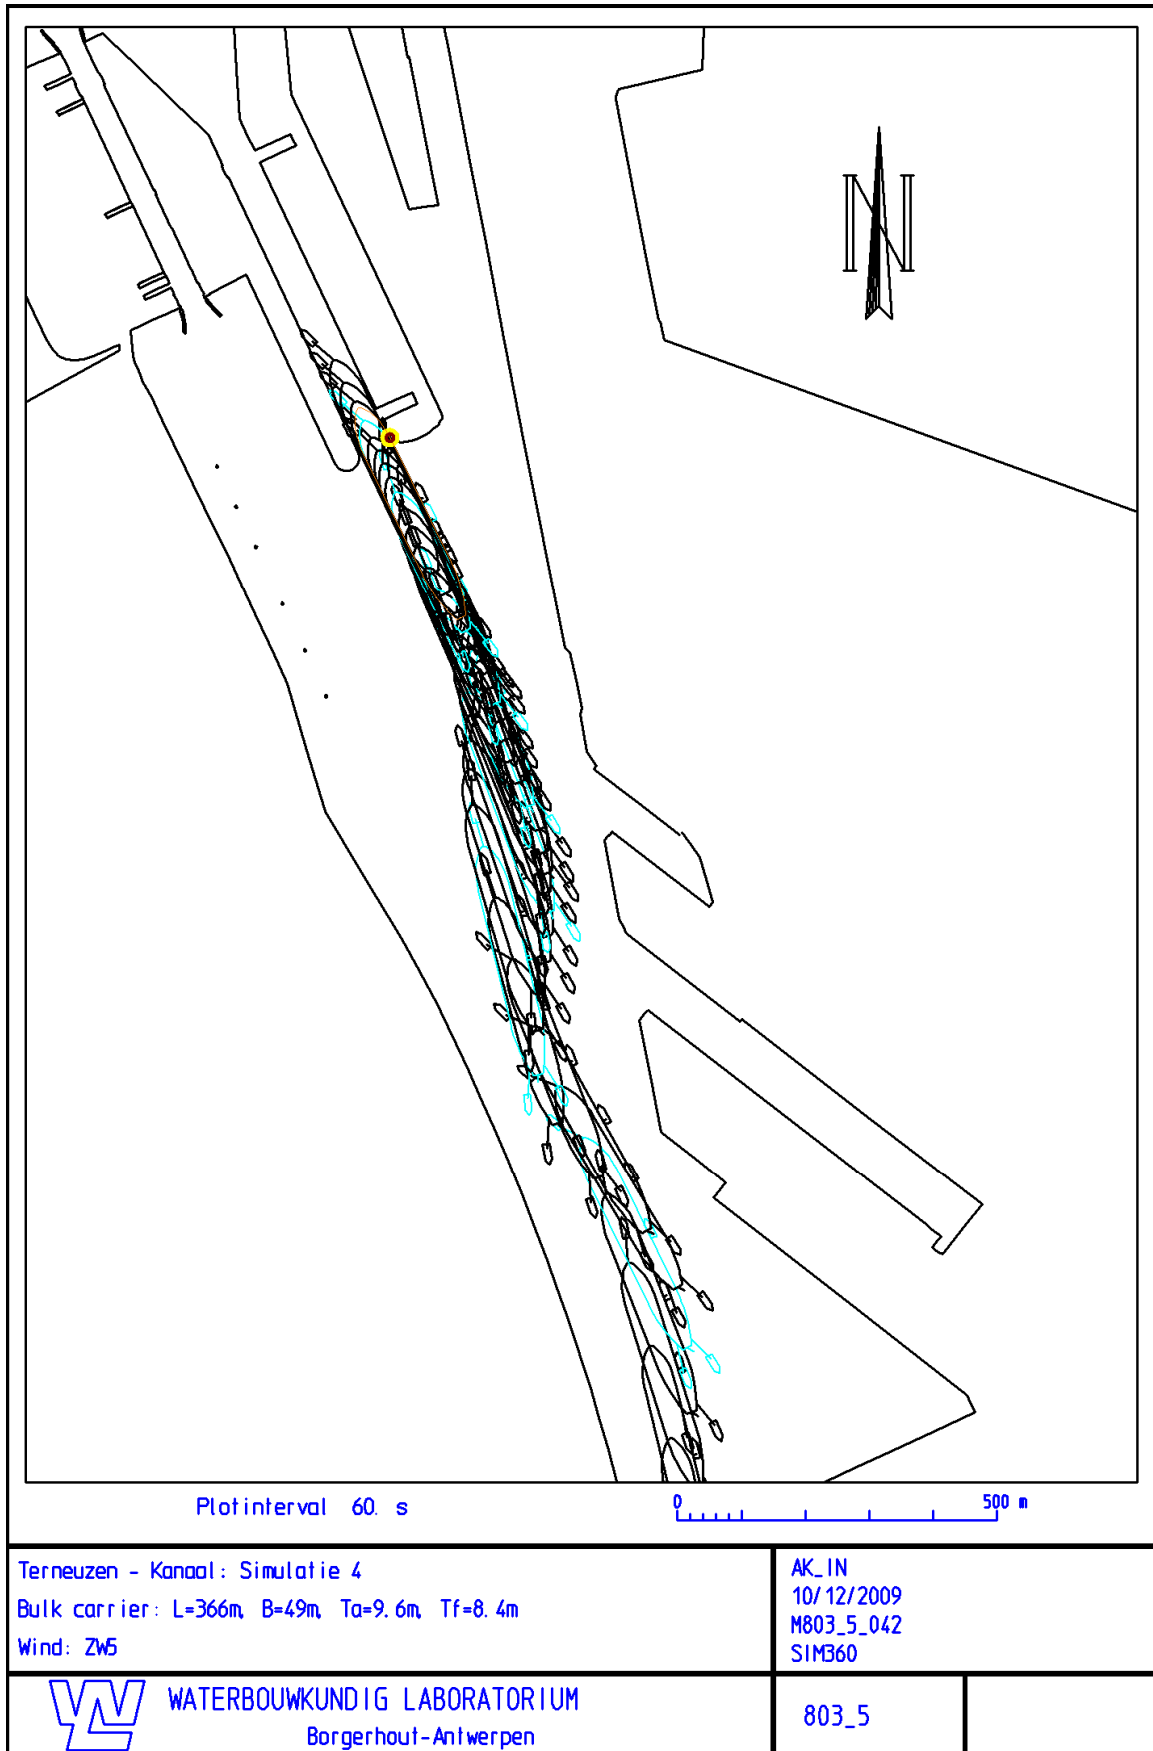 N
Plotinterval 60. s
0 500 m
Terneuzen - Kanaal: Simulatie 4
Bulk carrier: L=366m, B=49m, Ta=9.6m, Tf=8.4m
Wind: ZW5
AK_IN
10/12/2009
M803_5_042
SIM360
WL
WATERBOUWKUNDIG LABORATORIUM
Borgerhout-Antwerpen
803_5